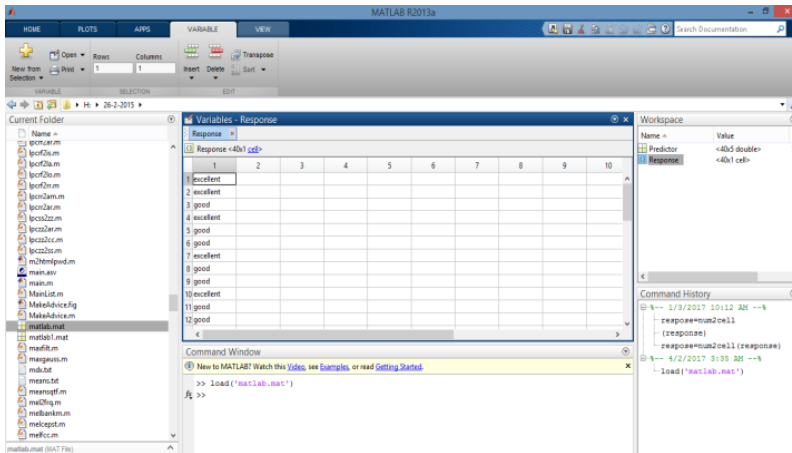 MATLAB R2013a
HOME PLOTS APPS VARIABLE VIEW
Search Documentation
New from Selection
Open
Print
Rows Columns
1 1
Insert Delete
Transpose
Sort
VARIABLE SELECTION EDIT
H: 26-2-2015
Current Folder
Name
lpcrf2ar.m
lpcrf2is.m
lpcrf2la.m
lpcrf2lo.m
lpcrf2rr.m
lpcrr2am.m
lpcrr2ar.m
lpcss2zz.m
lpczz2ar.m
lpczz2cc.m
lpczz2ss.m
m2htmlpwd.m
main.asv
main.m
MainList.m
MakeAdvice.fig
MakeAdvice.m
matlab.mat
matlab1.mat
maxfilt.m
maxgauss.m
mdx.txt
means.txt
meansqtf.m
mel2frq.m
melbankm.m
melcepst.m
melfcc.m
matlab.mat (MAT File)
Variables - Response
Response
Response <40x1 cell>
1 2 3 4 5 6 7 8 9 10
1 excellent
2 excellent
3 good
4 excellent
5 good
6 good
7 excellent
8 good
9 good
10 excellent
11 good
12 good
Command Window
New to MATLAB? Watch this Video, see Examples, or read Getting Started.
>> load('matlab.mat')
fx >>
Workspace
Name Value
Predictor <40x5 double>
Response <40x1 cell>
Command History
%-- 1/3/2017 10:12 AM --%
respose=num2cell
(response)
respose=num2cell(response)
%-- 4/2/2017 3:35 AM --%
load('matlab.mat')